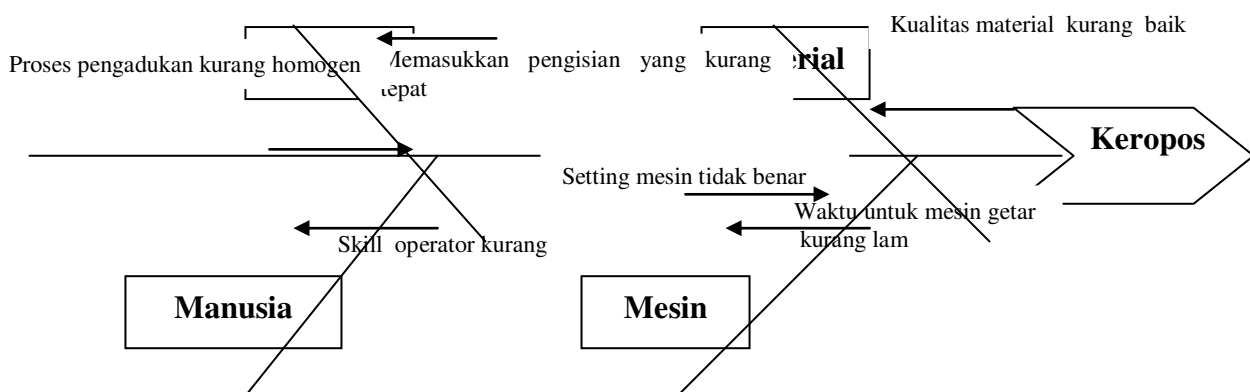 Kualitas material kurang baik
Proses pengadukan kurang homogen
Memasukkan pengisian yang kurang
tepat
erial
Keropos
Setting mesin tidak benar
Waktu untuk mesin getar
kurang lam
Skill operator kurang
Manusia
Mesin